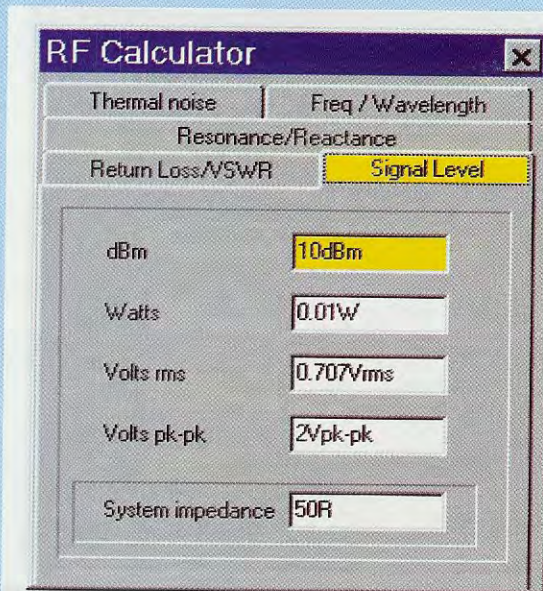 RF Calculator
Thermal noise Freq / Wavelength
Resonance/Reactance
Return Loss/VSWR Signal Level
dBm 10dBm
Watts 0.01W
Volts rms 0.707Vrms
Volts pk-pk 2Vpk-pk
System impedance 50R